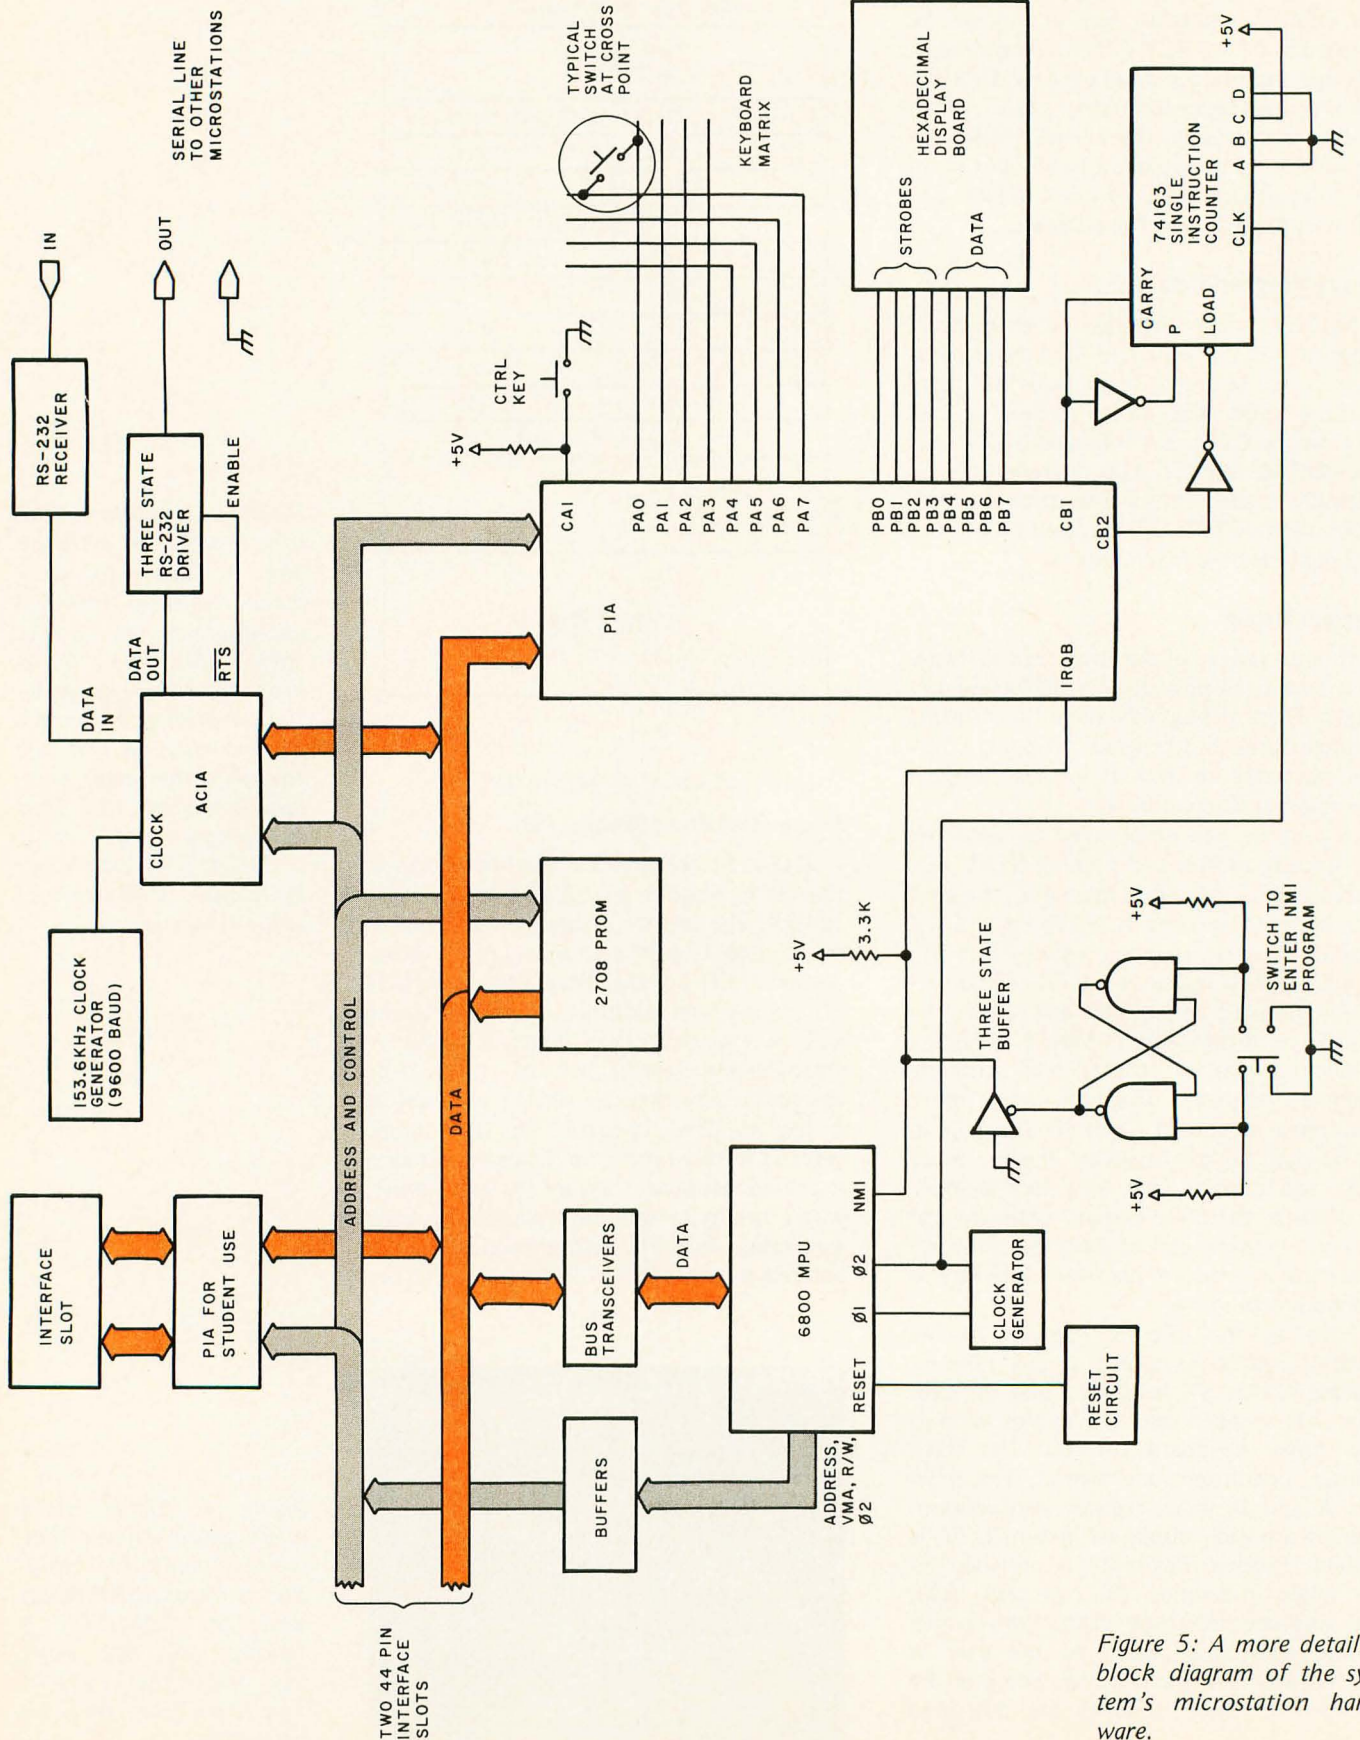 SERIAL LINE
TO OTHER
MICROSTATIONS
IN
OUT
RS-232
RECEIVER
THREE STATE
RS-232
DRIVER
ENABLE
DATA
IN
DATA
OUT
RTS
CLOCK
ACIA
153.6KHz CLOCK
GENERATOR
(9600 BAUD)
INTERFACE
SLOT
PIA FOR
STUDENT USE
ADDRESS AND CONTROL
DATA
TWO 44 PIN
INTERFACE
SLOTS
TYPICAL
SWITCH
AT CROSS
POINT
KEYBOARD
MATRIX
CTRL
KEY
+5V
CA1
PA0
PA1
PA2
PA3
PA4
PA5
PA6
PA7
PB0
PB1
PB2
PB3
PB4
PB5
PB6
PB7
CB1
CB2
PIA
IRQB
HEXADECIMAL
DISPLAY
BOARD
STROBES
DATA
+5V
74163
SINGLE
INSTRUCTION
COUNTER
CARRY
P
LOAD
CLK
A B C D
2708 PROM
BUS
TRANSCEIVERS
DATA
BUFFERS
6800 MPU
RESET
Ø1
Ø2
NMI
ADDRESS,
VMA, R/W,
Ø2
+5V
3.3K
THREE STATE
BUFFER
+5V
+5V
SWITCH TO
ENTER NMI
PROGRAM
CLOCK
GENERATOR
RESET
CIRCUIT
Figure 5: A more detail
block diagram of the sy
tem's microstation har
ware.